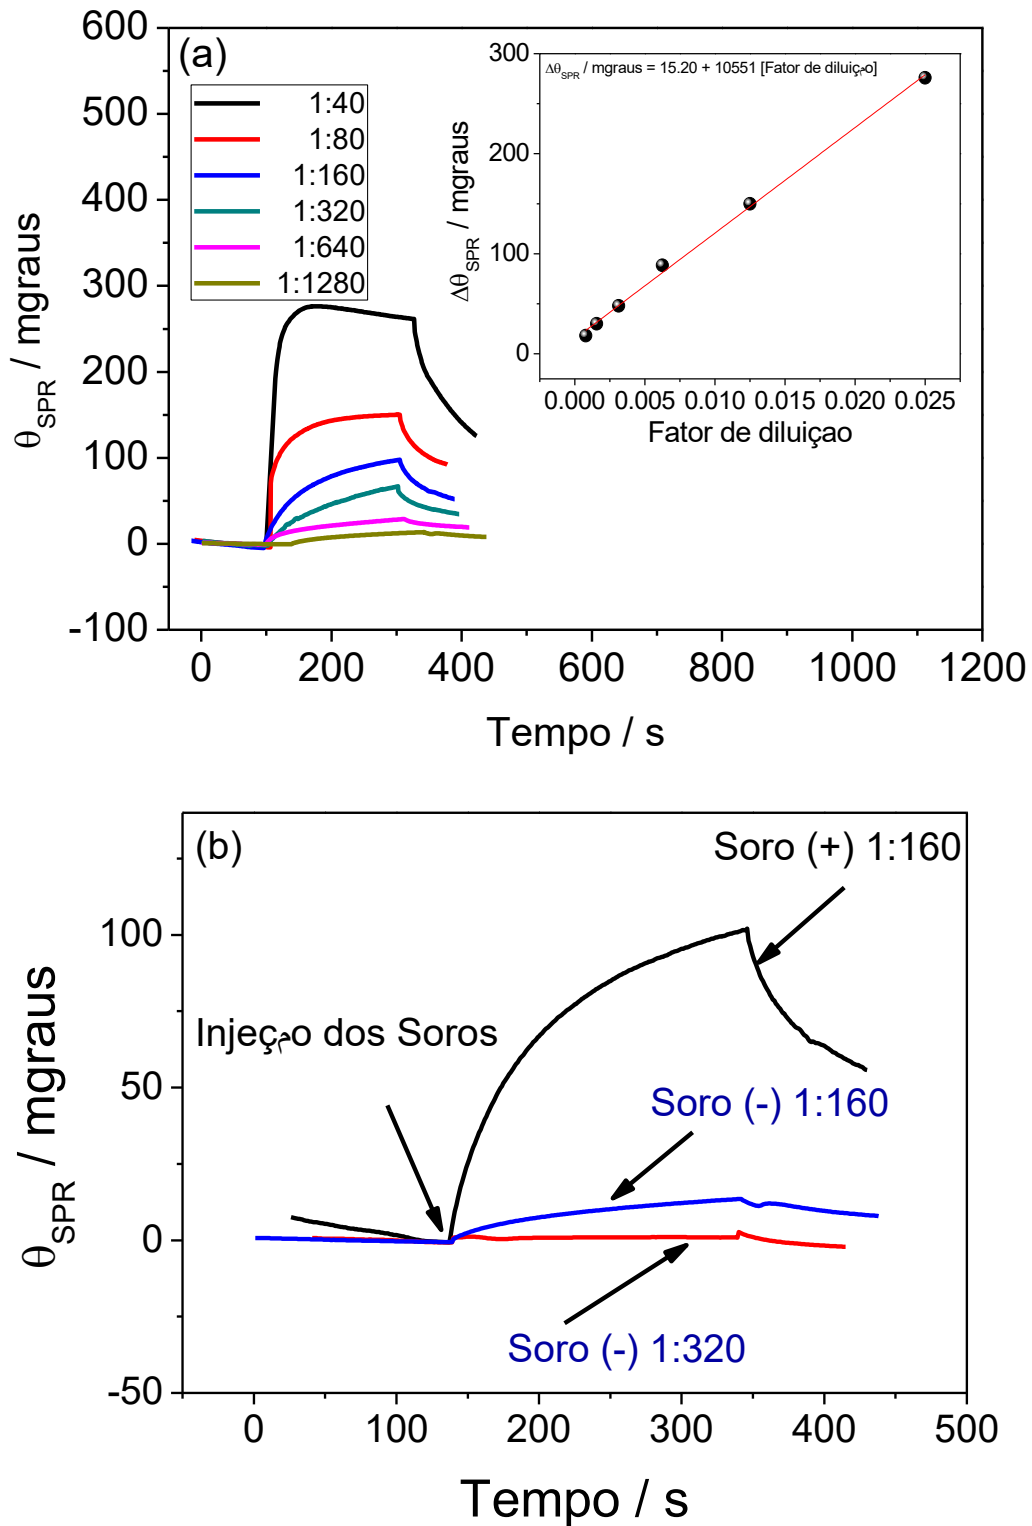 (a)
600
500
400
300
200
100
0
-100
1:40
1:80
1:160
1:320
1:640
1:1280
θSPR / mgraus
0 200 400 600 800 1000 1200
Tempo / s
ΔθSPR / mgraus = 15.20 + 10551 [Fator de diluiçمo]
300
200
100
0
ΔθSPR / mgraus
0.000 0.005 0.010 0.015 0.020 0.025
Fator de diluiçao
(b)
Soro (+) 1:160
100
50
0
-50
Injeçمo dos Soros
Soro (-) 1:160
Soro (-) 1:320
θSPR / mgraus
0 100 200 300 400 500
Tempo / s